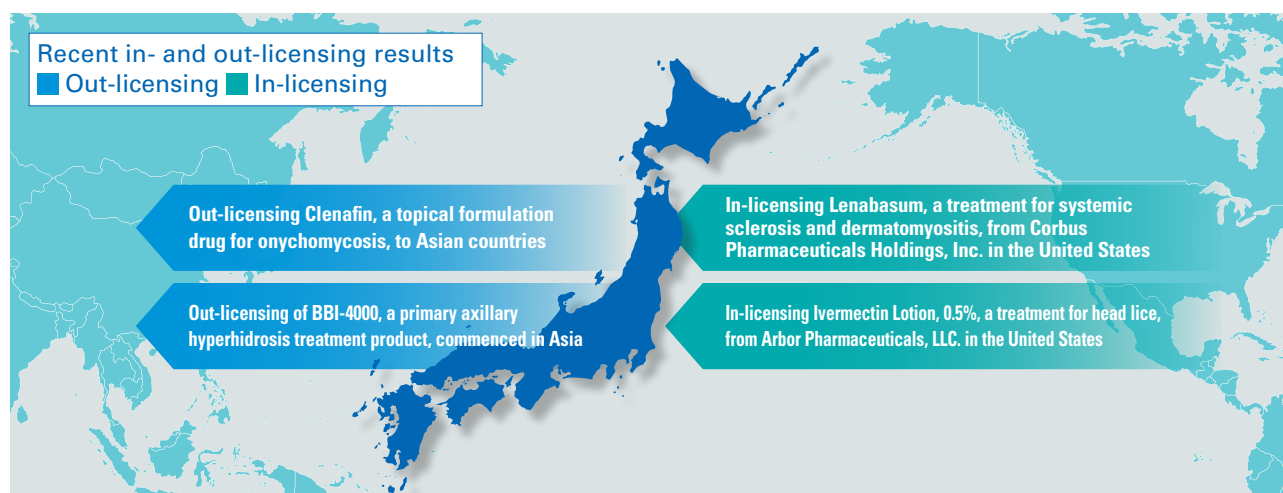 Recent in- and out-licensing results
Out-licensing In-licensing
Out-licensing Clenafin, a topical formulation
drug for onychomycosis, to Asian countries
Out-licensing of BBI-4000, a primary axillary
hyperhidrosis treatment product, commenced in Asia
In-licensing Lenabasum, a treatment for systemic
sclerosis and dermatomyositis, from Corbus
Pharmaceuticals Holdings, Inc. in the United States
In-licensing Ivermectin Lotion, 0.5%, a treatment for head lice,
from Arbor Pharmaceuticals, LLC. in the United States